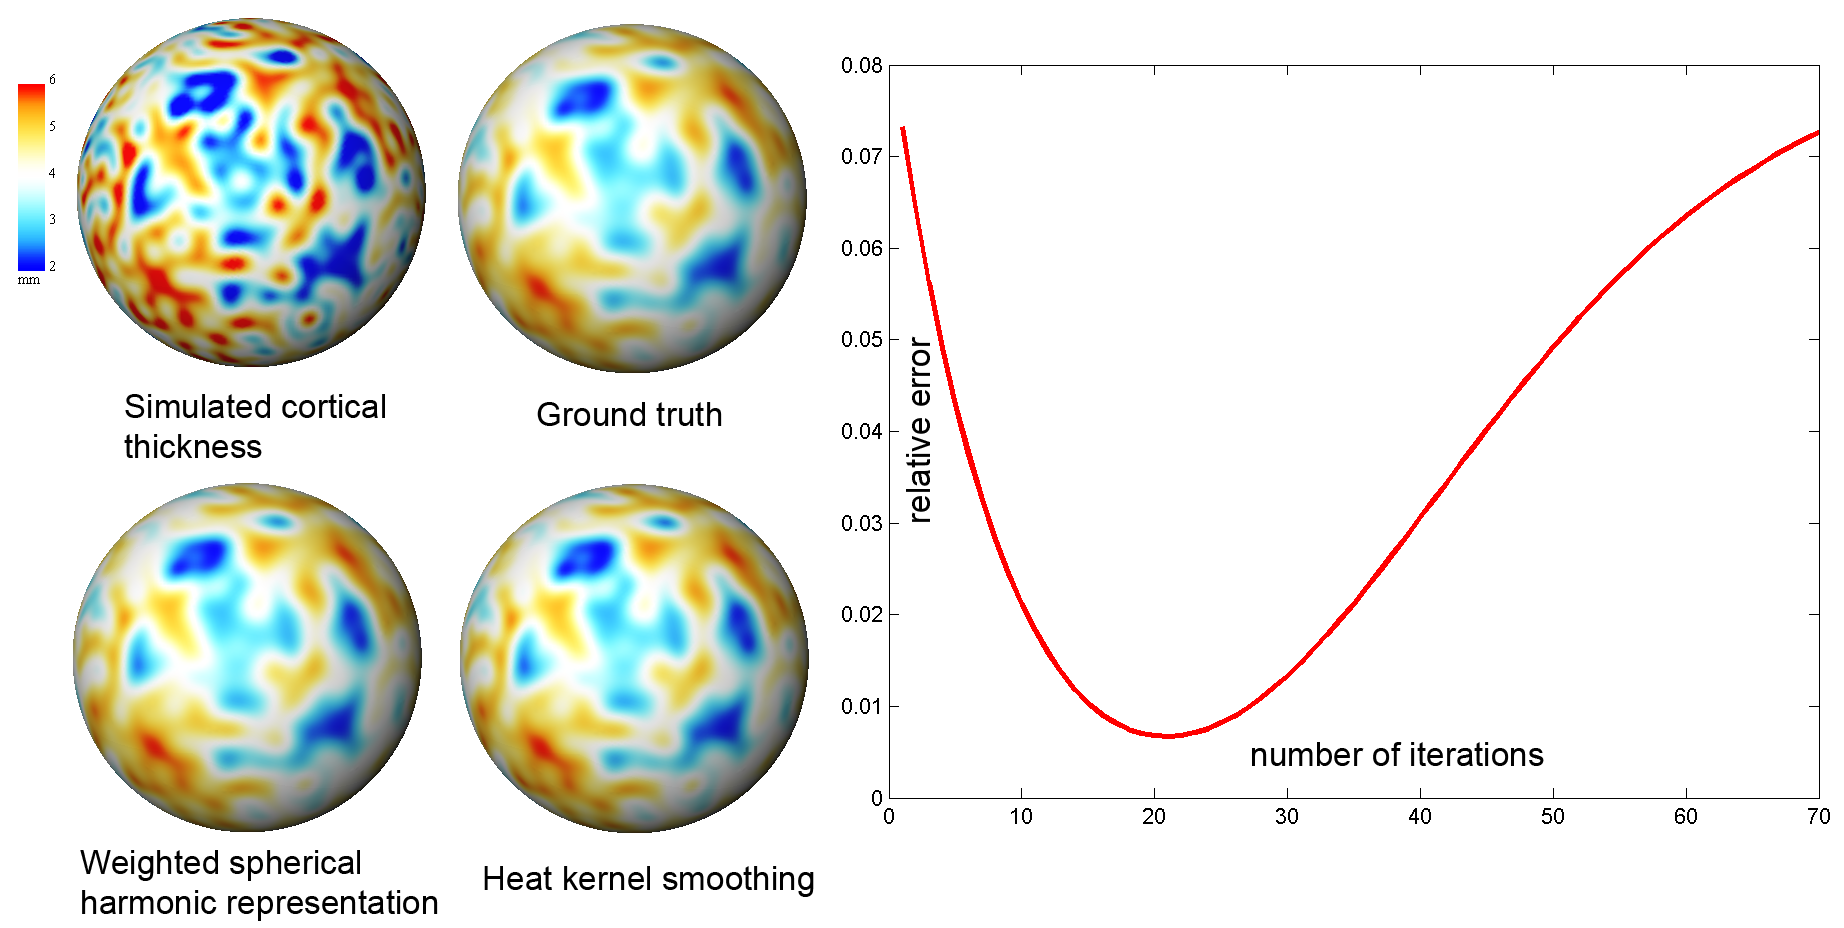 6
5
4
3
2
mm
Simulated cortical
thickness
Ground truth
Weighted spherical
harmonic representation
Heat kernel smoothing
0.08
0.07
0.06
0.05
0.04
0.03
0.02
0.01
0
relative error
number of iterations
0 10 20 30 40 50 60 70